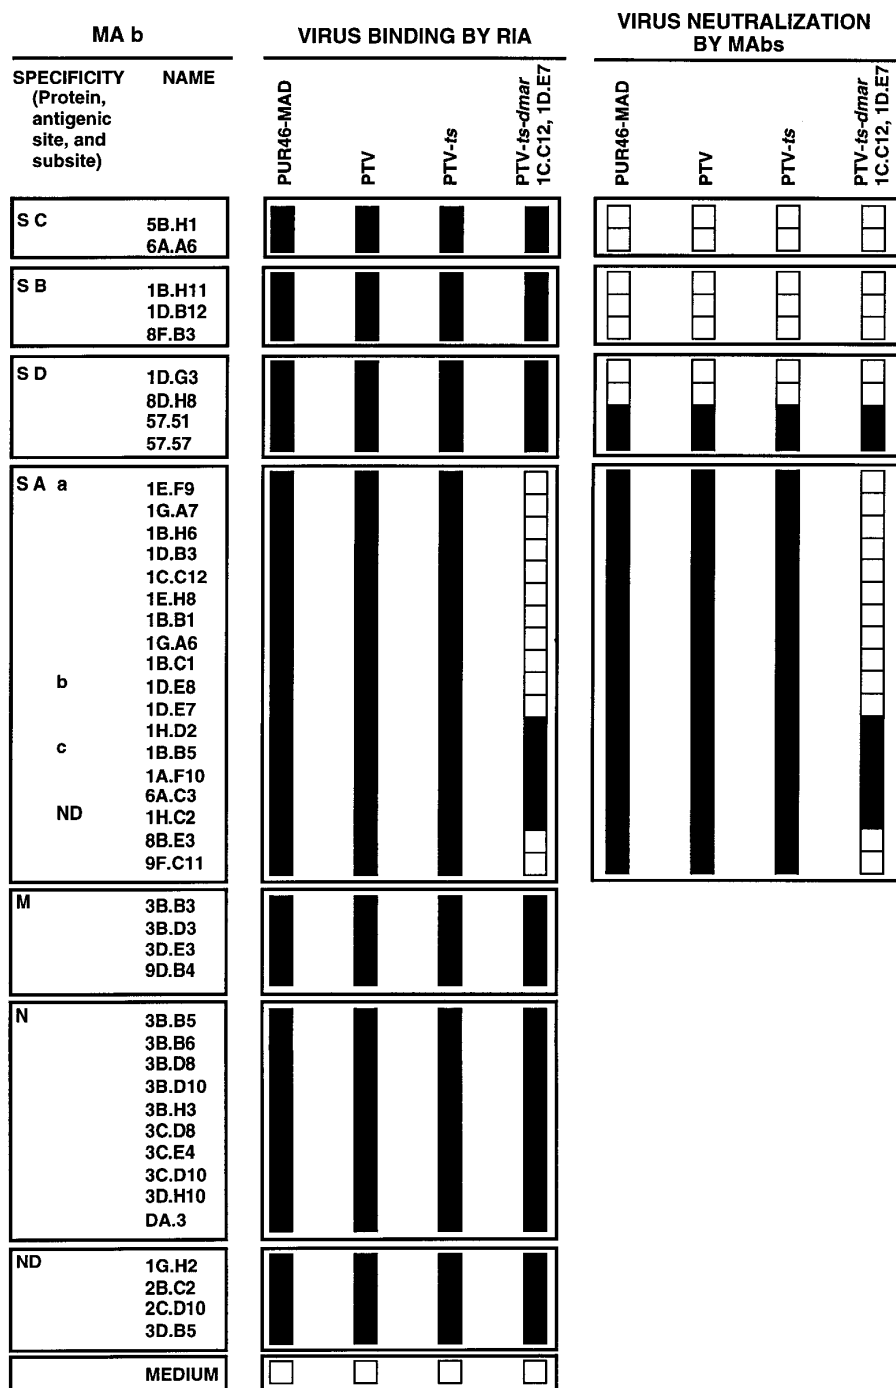 MA b
VIRUS BINDING BY RIA
VIRUS NEUTRALIZATION
BY MAbs
SPECIFICITY NAME
(Protein,
antigenic
site, and
subsite)
PUR46-MAD
PTV
PTV-ts
PTV-ts-dmar
1C.C12, 1D.E7
PUR46-MAD
PTV
PTV-ts
PTV-ts-dmar
1C.C12, 1D.E7
S C
5B.H1
6A.A6
S B
1B.H11
1D.B12
8F.B3
S D
1D.G3
8D.H8
57.51
57.57
S A a
1E.F9
1G.A7
1B.H6
1D.B3
1C.C12
1E.H8
1B.B1
1G.A6
1B.C1
b
1D.E8
1D.E7
1H.D2
c
1B.B5
1A.F10
6A.C3
ND
1H.C2
8B.E3
9F.C11
M
3B.B3
3B.D3
3D.E3
9D.B4
N
3B.B5
3B.B6
3B.D8
3B.D10
3B.H3
3C.D8
3C.E4
3C.D10
3D.H10
DA.3
ND
1G.H2
2B.C2
2C.D10
3D.B5
MEDIUM